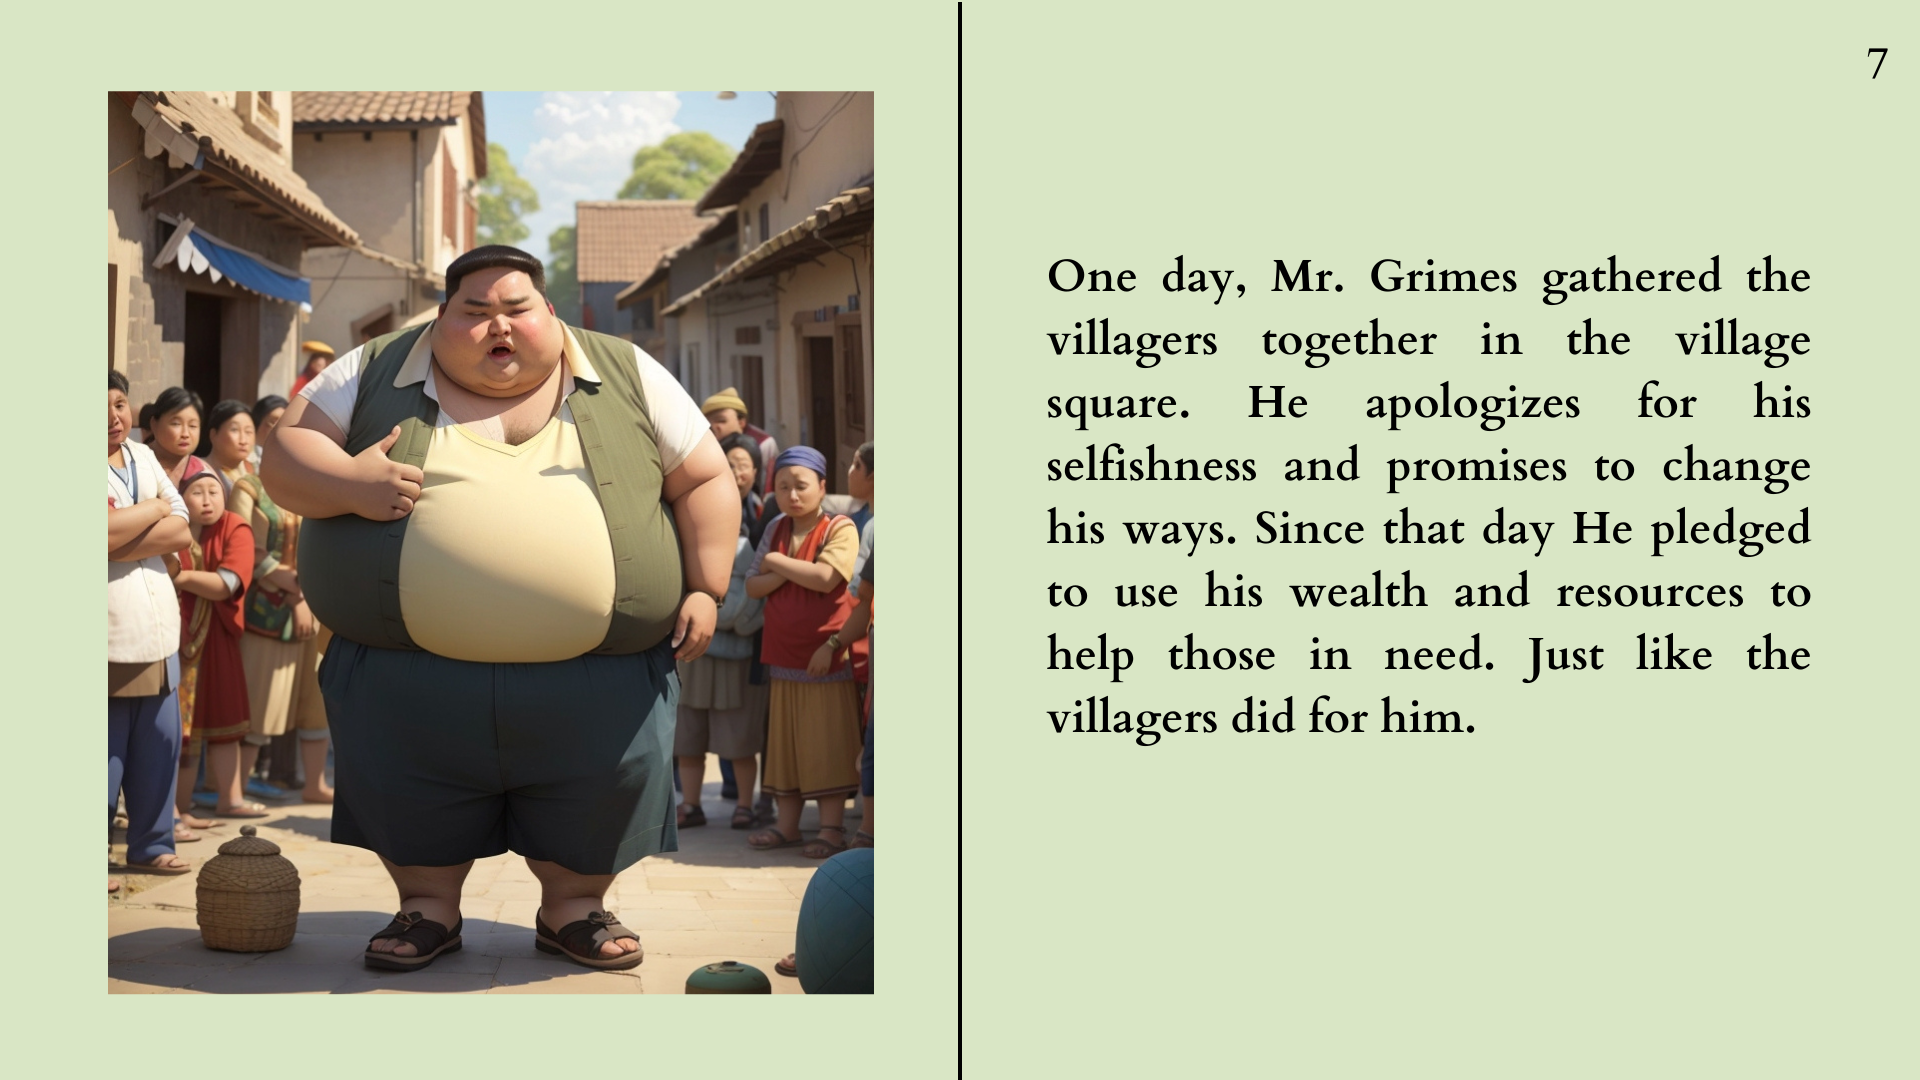 7
One day, Mr. Grimes gathered the
villagers together in the village
square. He apologizes for his
selfishness and promises to change
his ways. Since that day He pledged
to use his wealth and resources to
help those in need. Just like the
villagers did for him.